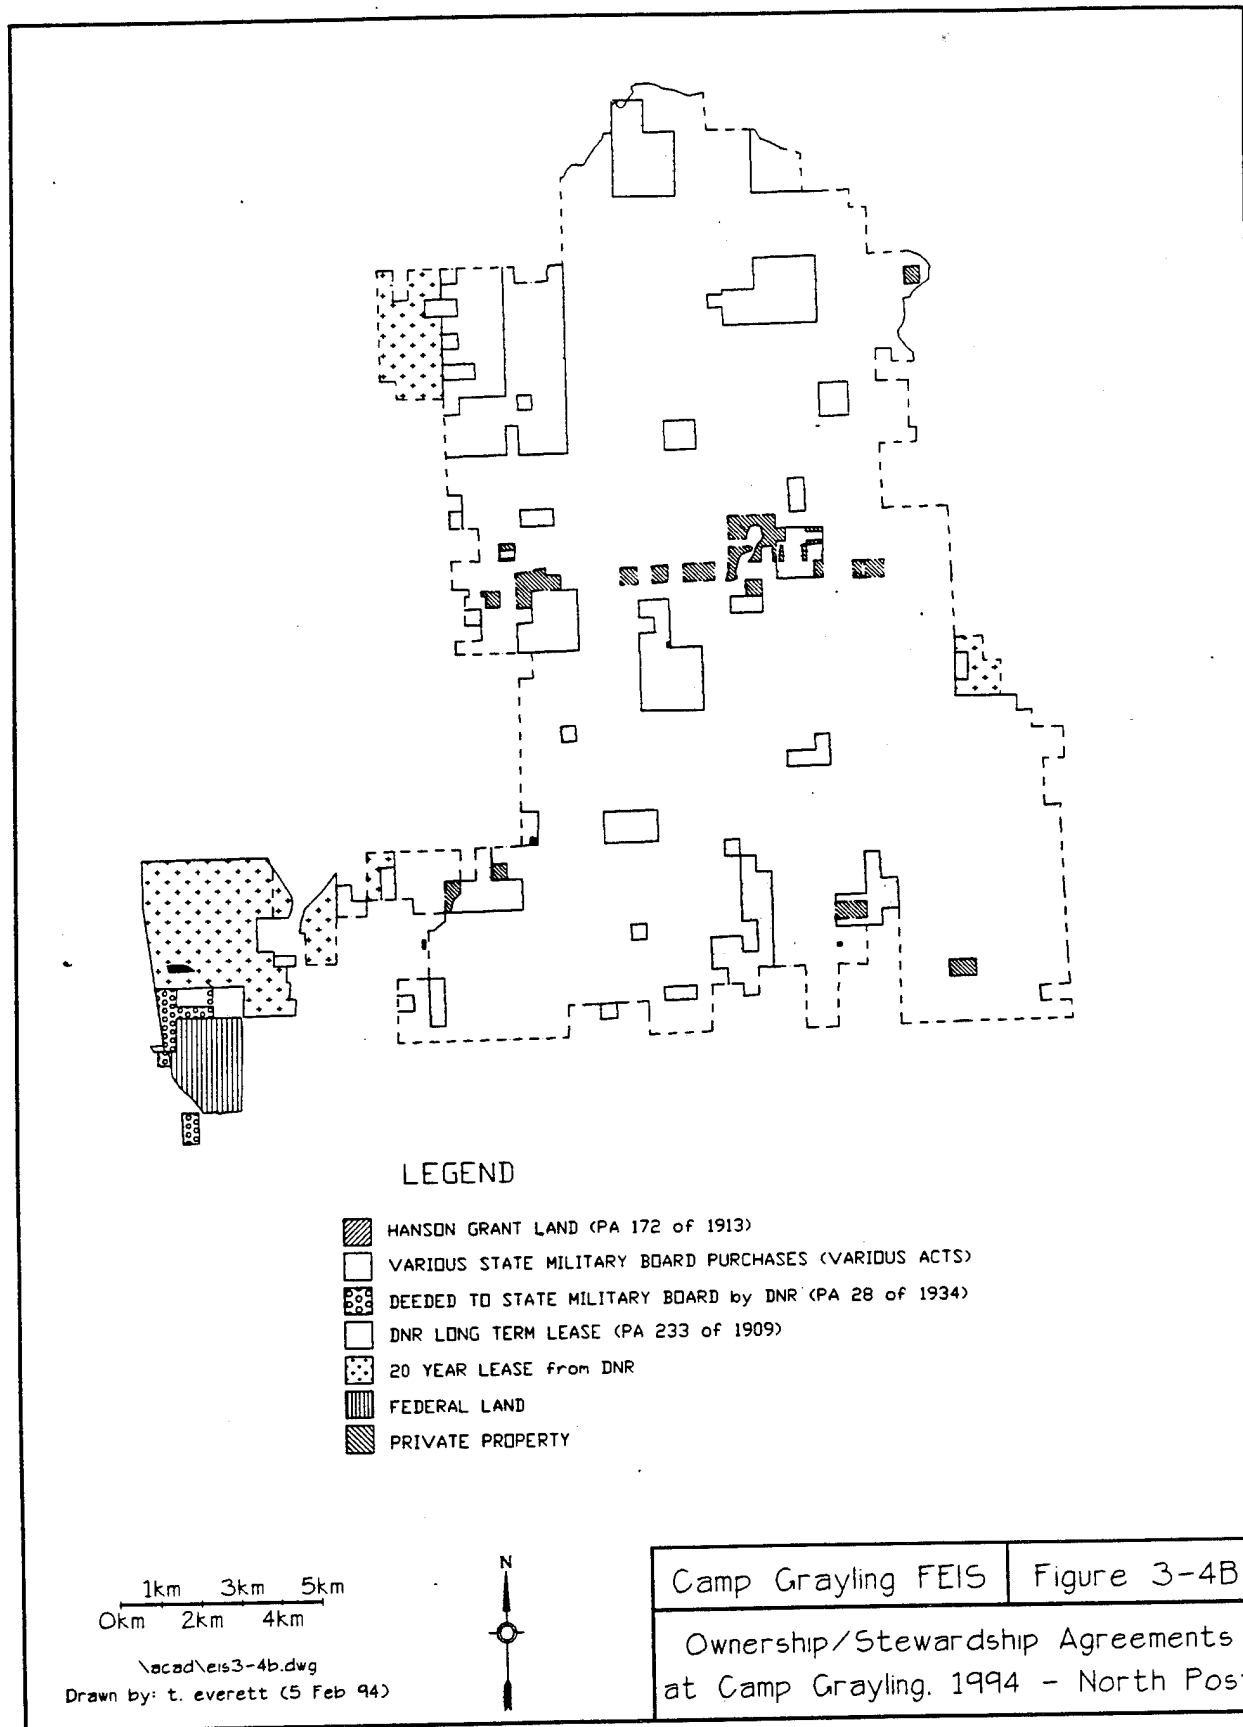 LEGEND
HANSON GRANT LAND (PA 172 of 1913)
VARIOUS STATE MILITARY BOARD PURCHASES (VARIOUS ACTS)
DEEDED TO STATE MILITARY BOARD by DNR (PA 28 of 1934)
DNR LONG TERM LEASE (PA 233 of 1909)
20 YEAR LEASE from DNR
FEDERAL LAND
PRIVATE PROPERTY
1km 3km 5km
0km 2km 4km
\acad\eis3-4b.dwg
Drawn by: t. everett (5 Feb 94)
N
Camp Grayling FEIS
Figure 3-4B
Ownership/Stewardship Agreements
at Camp Grayling. 1994 - North Pos